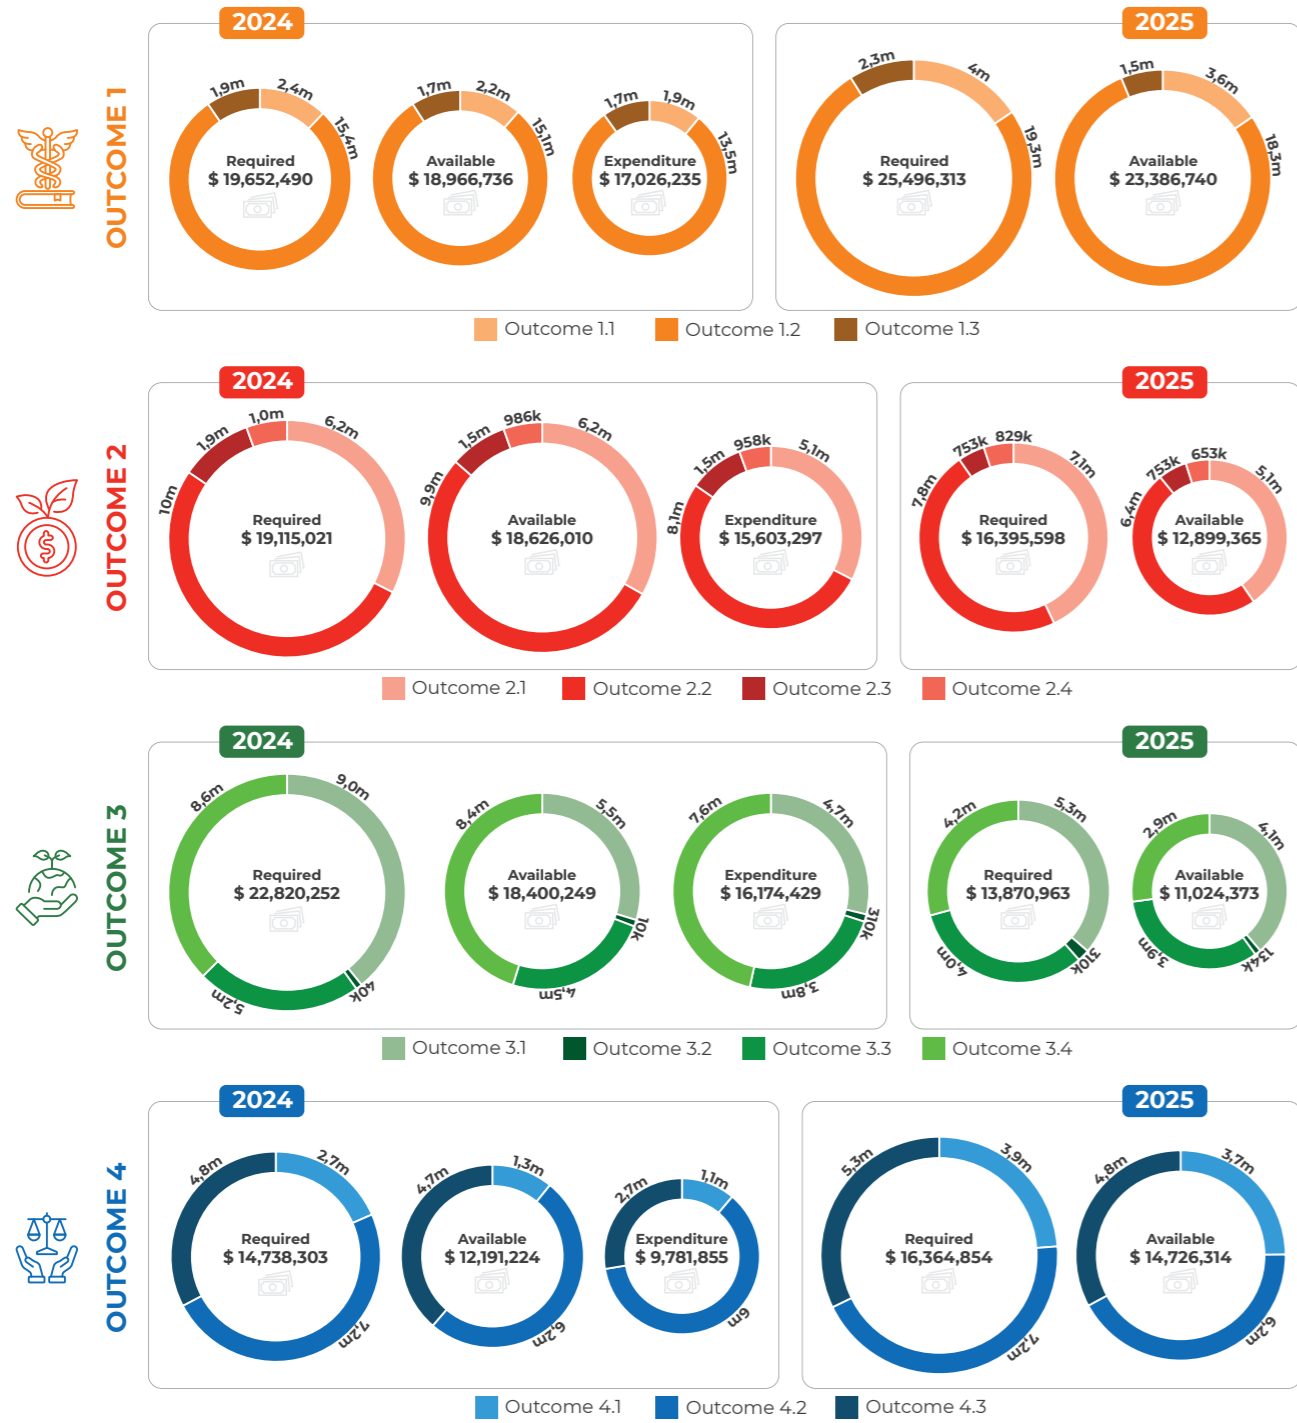 OUTCOME 1
2024
2025
1,9m
2,4m
15,4m
Required
$ 19,652,490
1,7m
2,2m
15,1m
Available
$ 18,966,736
1,7m
1,9m
13,5m
Expenditure
$ 17,026,235
2,3m
4m
19,3m
Required
$ 25,496,313
1,5m
3,6m
18,3m
Available
$ 23,386,740
Outcome 1.1
Outcome 1.2
Outcome 1.3
OUTCOME 2
2024
2025
10m
1,9m
1,0m
6,2m
Required
$ 19,115,021
9,9m
1,5m
986k
6,2m
Available
$ 18,626,010
8,1m
1,5m
958k
5,1m
Expenditure
$ 15,603,297
7,8m
753k
829k
7,1m
Required
$ 16,395,598
6,4m
753k
653k
5,1m
Available
$ 12,899,365
Outcome 2.1
Outcome 2.2
Outcome 2.3
Outcome 2.4
OUTCOME 3
2024
2025
8,6m
9,0m
Required
$ 22,820,252
5,2m
40k
8,4m
5,5m
Available
$ 18,400,249
4,5m
10k
7,6m
4,7m
Expenditure
$ 16,174,429
3,8m
310k
4,2m
5,3m
Required
$ 13,870,963
4,0m
310k
2,9m
4,1m
Available
$ 11,024,373
3,9m
134k
Outcome 3.1
Outcome 3.2
Outcome 3.3
Outcome 3.4
OUTCOME 4
2024
2025
4,8m
2,7m
Required
$ 14,738,303
7,2m
4,7m
1,3m
Available
$ 12,191,224
6,2m
2,7m
1,1m
Expenditure
$ 9,781,855
6m
5,3m
3,9m
Required
$ 16,364,854
7,2m
4,8m
3,7m
Available
$ 14,726,314
6,2m
Outcome 4.1
Outcome 4.2
Outcome 4.3